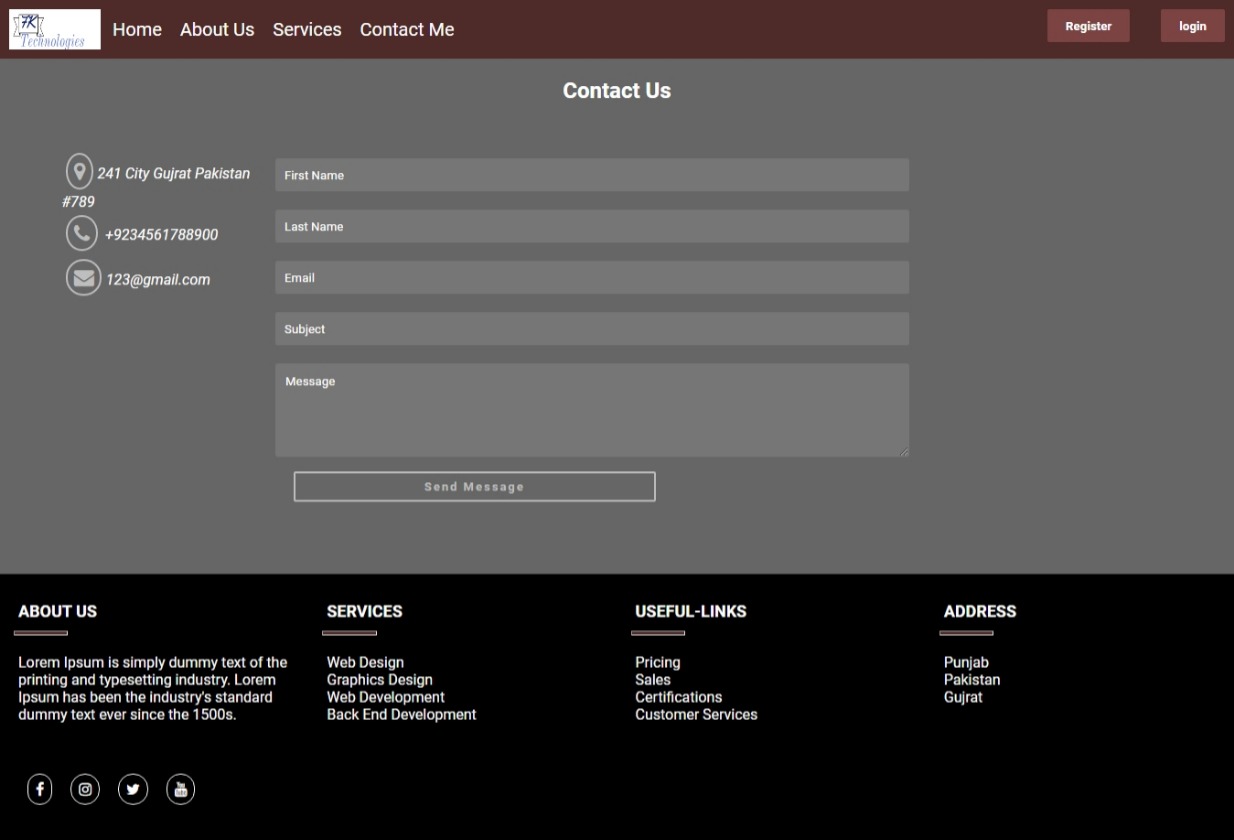 FK
Technologies
Home About Us Services Contact Me
Register login
Contact Us
241 City Gujrat Pakistan
#789
+9234561788900
123@gmail.com
First Name
Last Name
Email
Subject
Message
Send Message
ABOUT US
Lorem Ipsum is simply dummy text of the
printing and typesetting industry. Lorem
Ipsum has been the industry's standard
dummy text ever since the 1500s.
SERVICES
Web Design
Graphics Design
Web Development
Back End Development
USEFUL-LINKS
Pricing
Sales
Certifications
Customer Services
ADDRESS
Punjab
Pakistan
Gujrat